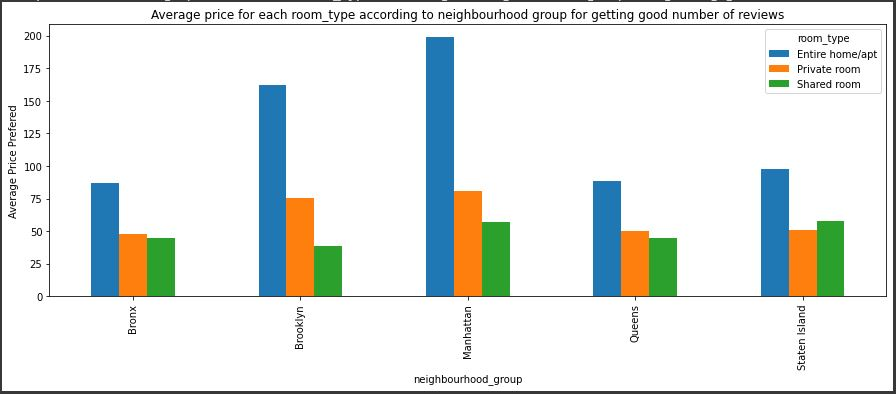 Average price for each room_type according to neighbourhood group for getting good number of reviews
room_type
Entire home/apt
Private room
Shared room
Average Price Prefered
200
175
150
125
100
75
50
25
0
Bronx
Brooklyn
Manhattan
Queens
Staten Island
neighbourhood_group